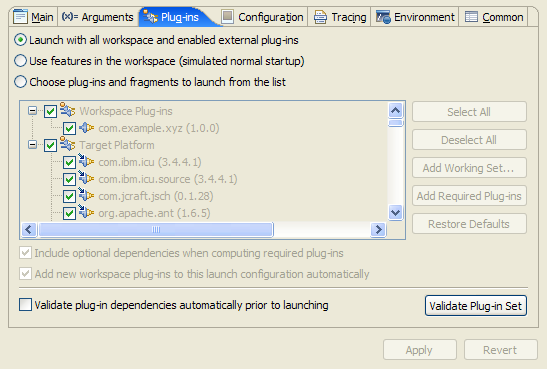 Main (x)= Arguments Plug-ins Configuration Tracing Environment Common
Launch with all workspace and enabled external plug-ins
Use features in the workspace (simulated normal startup)
Choose plug-ins and fragments to launch from the list
Workspace Plug-ins
com.example.xyz (1.0.0)
Target Platform
com.ibm.icu (3.4.4.1)
com.ibm.icu.source (3.4.4.1)
com.jcraft.jsch (0.1.28)
org.apache.ant (1.6.5)
Select All
Deselect All
Add Working Set...
Add Required Plug-ins
Restore Defaults
Include optional dependencies when computing required plug-ins
Add new workspace plug-ins to this launch configuration automatically
Validate plug-in dependencies automatically prior to launching
Validate Plug-in Set
Apply Revert